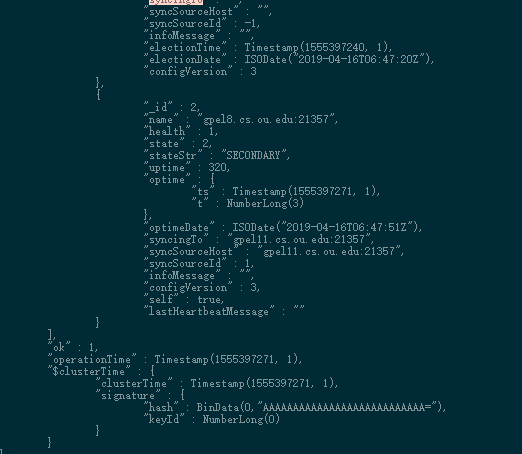 "syncingTo" : "",
"syncSourceHost" : "",
"syncSourceId" : -1,
"infoMessage" : "",
"electionTime" : Timestamp(1555397240, 1),
"electionDate" : ISODate("2019-04-16T06:47:20Z"),
"configVersion" : 3
},
{
"_id" : 2,
"name" : "gpel8.cs.ou.edu:21357",
"health" : 1,
"state" : 2,
"stateStr" : "SECONDARY",
"uptime" : 320,
"optime" : {
"ts" : Timestamp(1555397271, 1),
"t" : NumberLong(3)
},
"optimeDate" : ISODate("2019-04-16T06:47:51Z"),
"syncingTo" : "gpel11.cs.ou.edu:21357",
"syncSourceHost" : "gpel11.cs.ou.edu:21357",
"syncSourceId" : 1,
"infoMessage" : "",
"configVersion" : 3,
"self" : true,
"lastHeartbeatMessage" : ""
}
],
"ok" : 1,
"operationTime" : Timestamp(1555397271, 1),
"$clusterTime" : {
"clusterTime" : Timestamp(1555397271, 1),
"signature" : {
"hash" : BinData(0,"AAAAAAAAAAAAAAAAAAAAAAAAAAA="),
"keyId" : NumberLong(0)
}
}